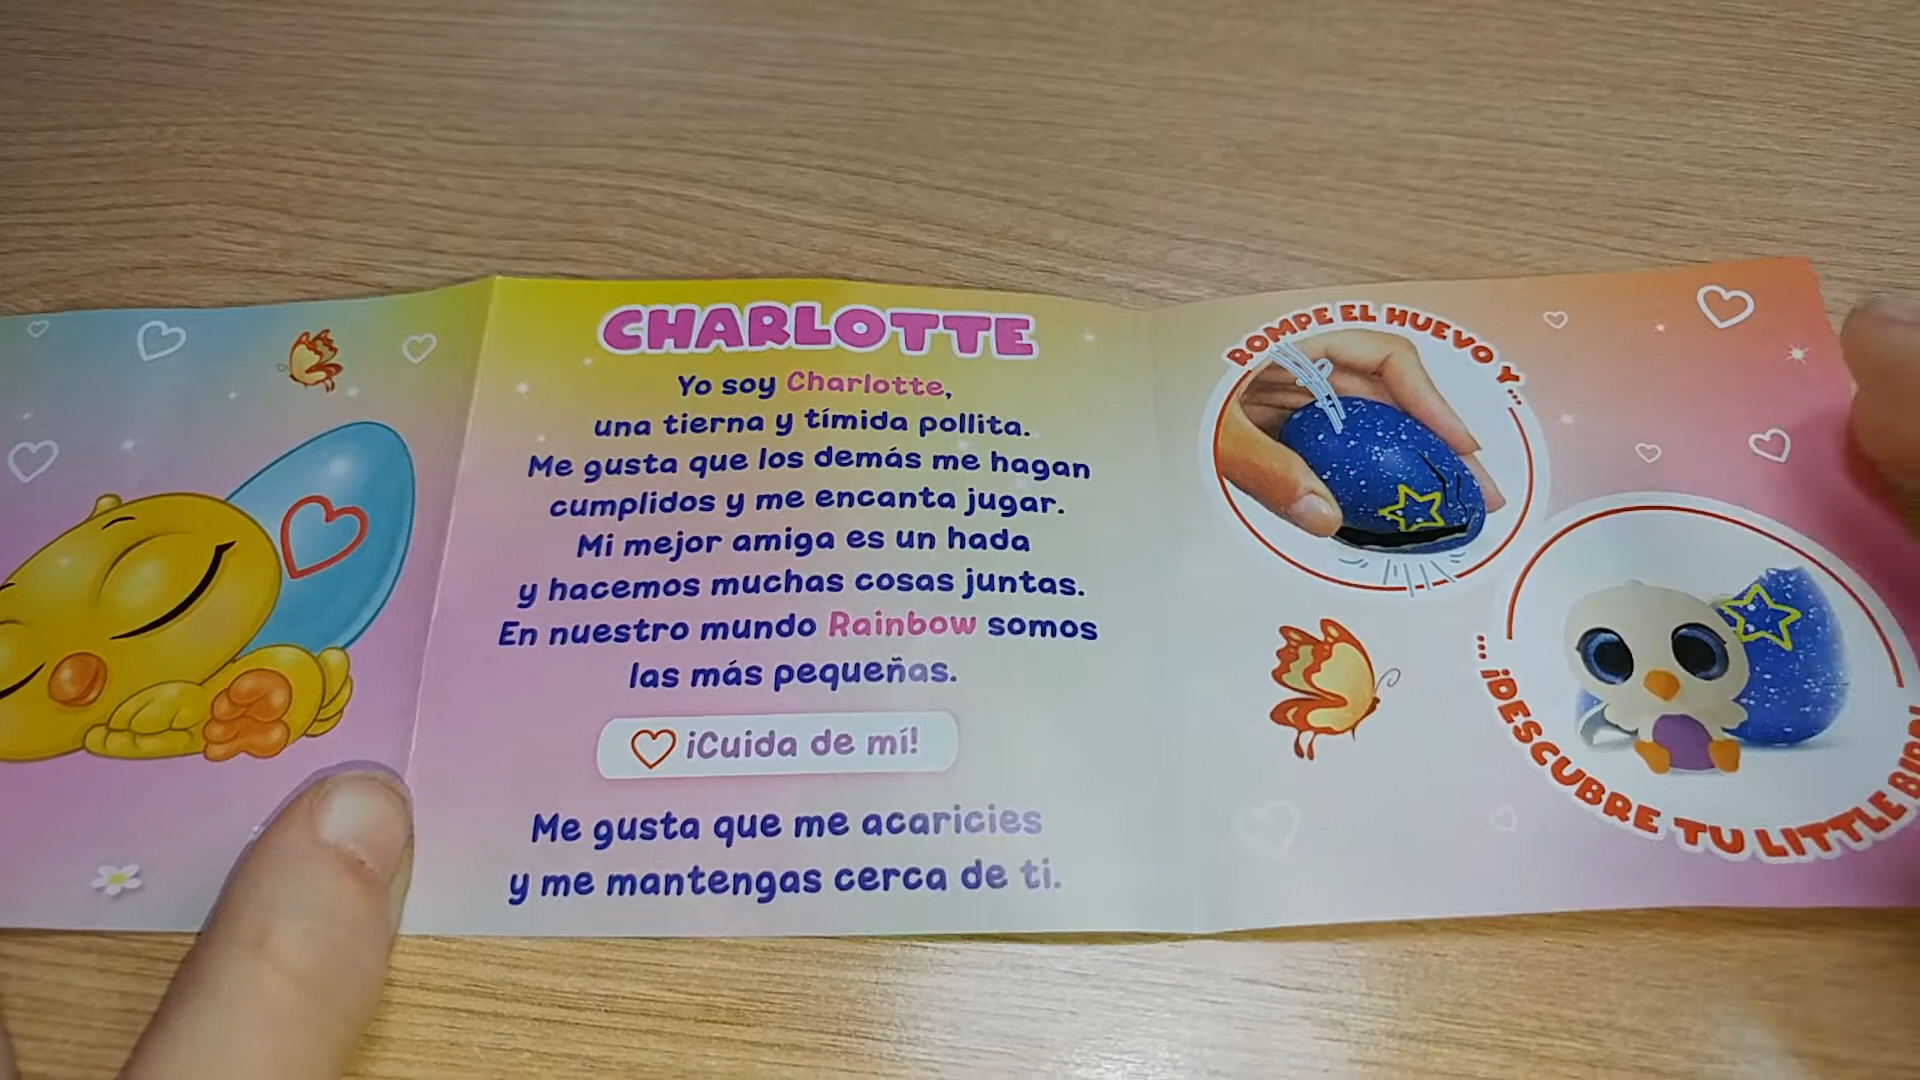 CHARLOTTE
Yo soy Charlotte,
una tierna y tímida pollita.
Me gusta que los demás me hagan
cumplidos y me encanta jugar.
Mi mejor amiga es un hada
y hacemos muchas cosas juntas.
En nuestro mundo Rainbow somos
las más pequeñas.
¡Cuida de mí!
Me gusta que me acaricies
y me mantengas cerca de ti.
ROMPE EL HUEVO Y...
... ¡DESCUBRE TU LITTLE BIRD!